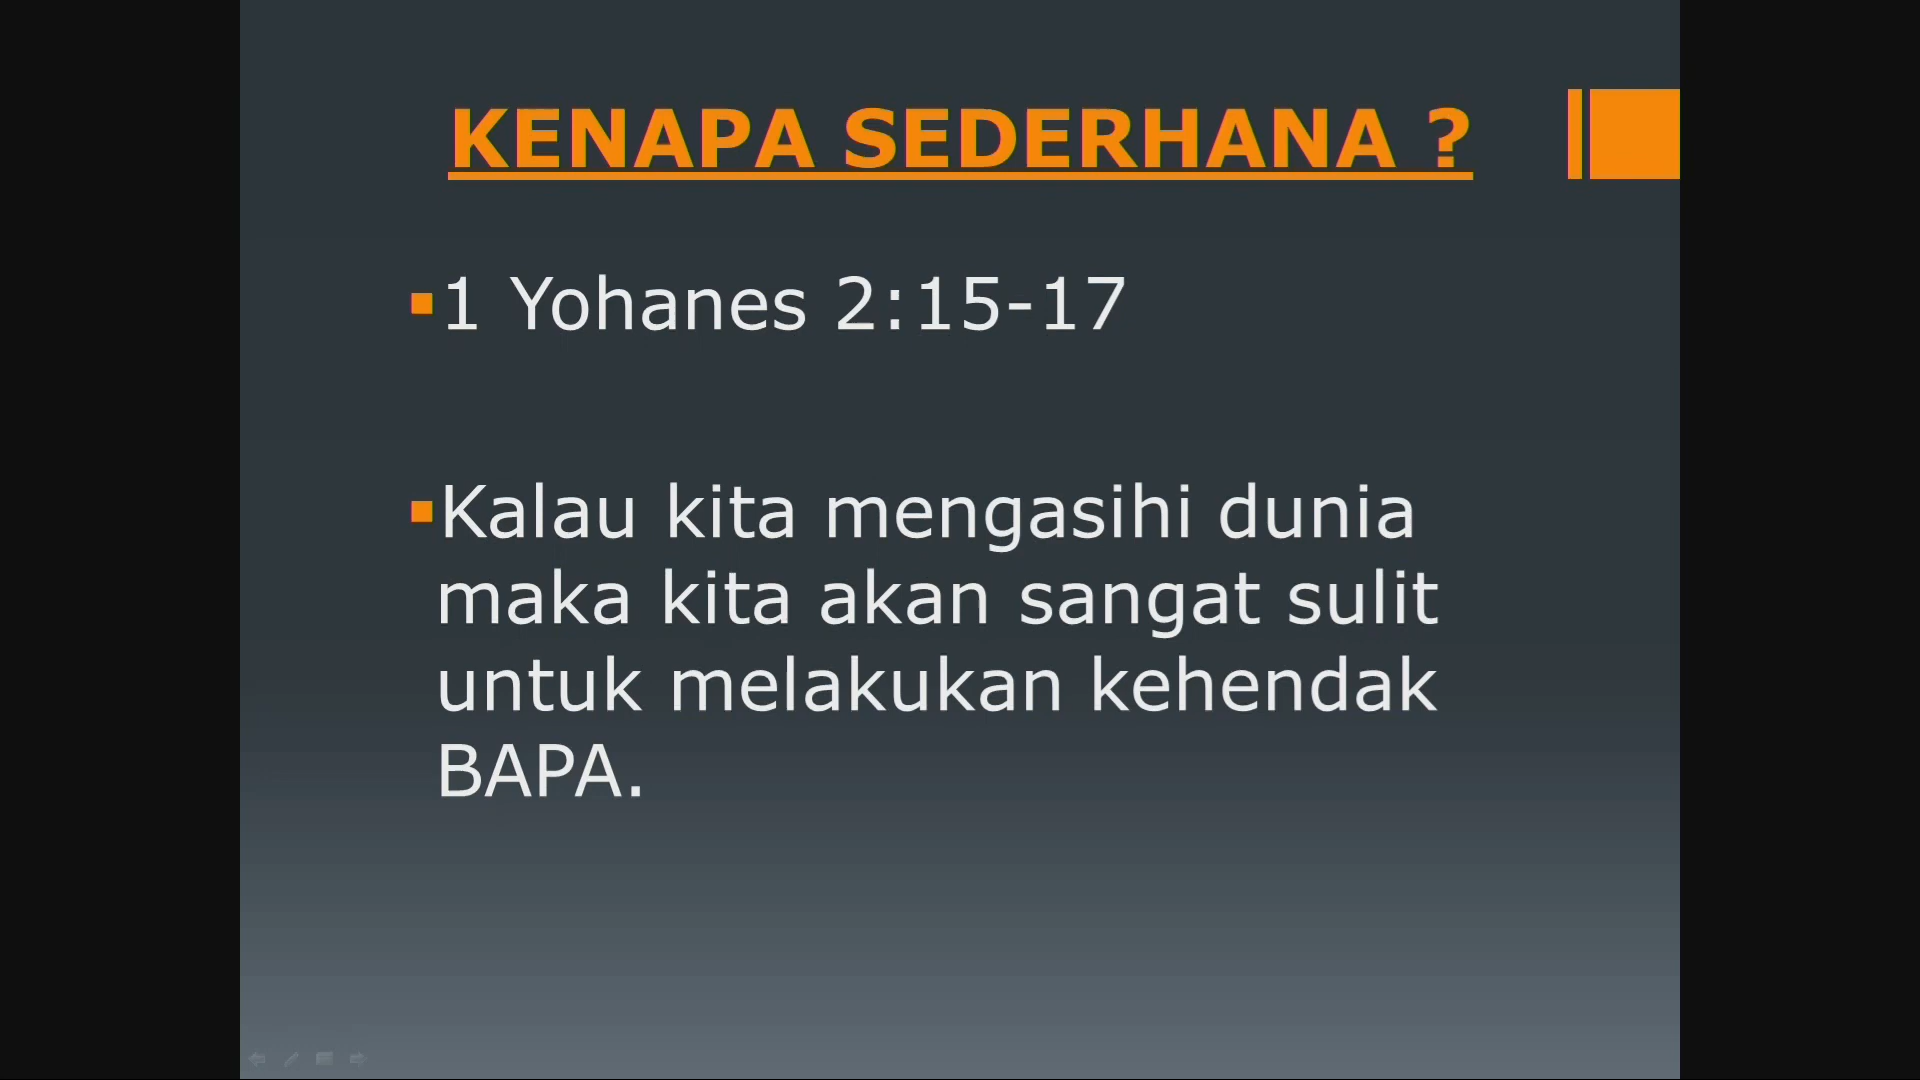 KENAPA SEDERHANA ?
1 Yohanes 2:15-17
Kalau kita mengasihi dunia
maka kita akan sangat sulit
untuk melakukan kehendak
BAPA.